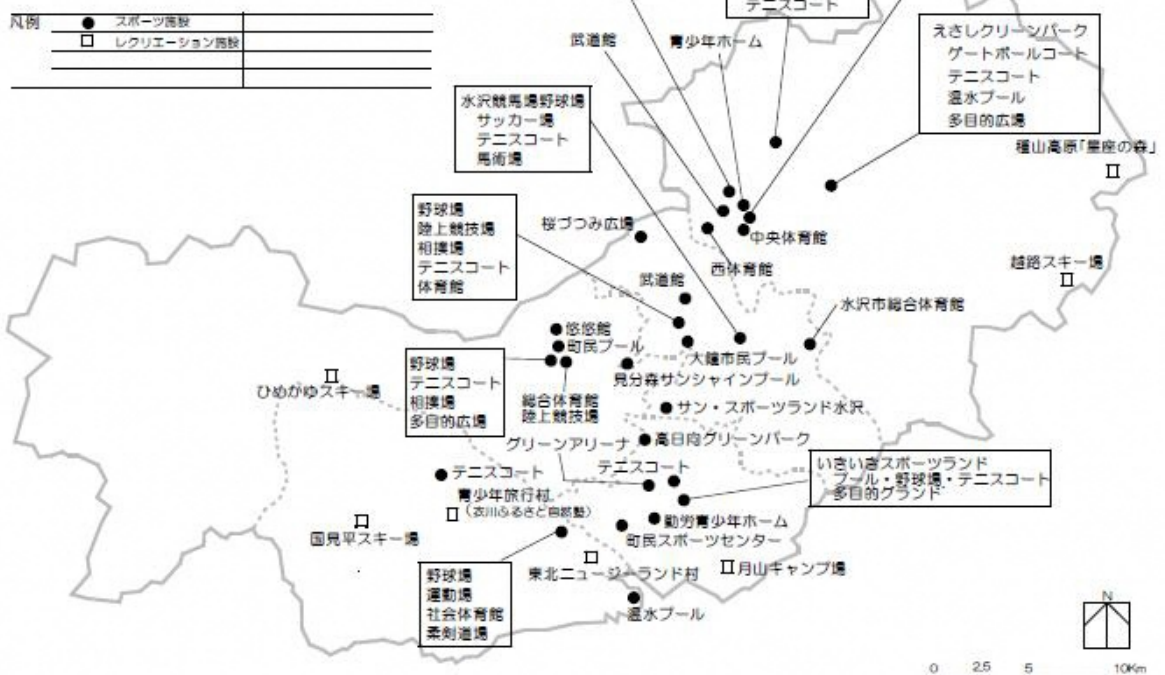 凡例
スポーツ施設
レクリエーション施設
テニスコート
武道館
青少年ホーム
えさしクリーンパーク
ゲートボールコート
テニスコート
温水プール
多目的広場
水沢競馬場野球場
サッカー場
テニスコート
馬術場
種山高原「星座の森」
野球場
陸上競技場
相撲場
テニスコート
体育館
桜づつみ広場
中央体育館
西体育館
越路スキー場
武道館
水沢市総合体育館
悠悠館
町民プール
大鐘市民プール
見分森サンシャインプール
野球場
テニスコート
相撲場
多目的広場
ひめかゆスキー場
総合体育館
陸上競技場
サン・スポーツランド水沢
グリーンアリーナ
高日向グリーンパーク
テニスコート
いきいきスポーツランド
プール・野球場・テニスコート
多目的グランド
テニスコート
青少年旅行村
(衣川ふるさと自然塾)
国見平スキー場
勤労青少年ホーム
町民スポーツセンター
野球場
運動場
社会体育館
柔剣道場
東北ニュージーランド村
月山キャンプ場
温水プール
N
0 2.5 5 10Km